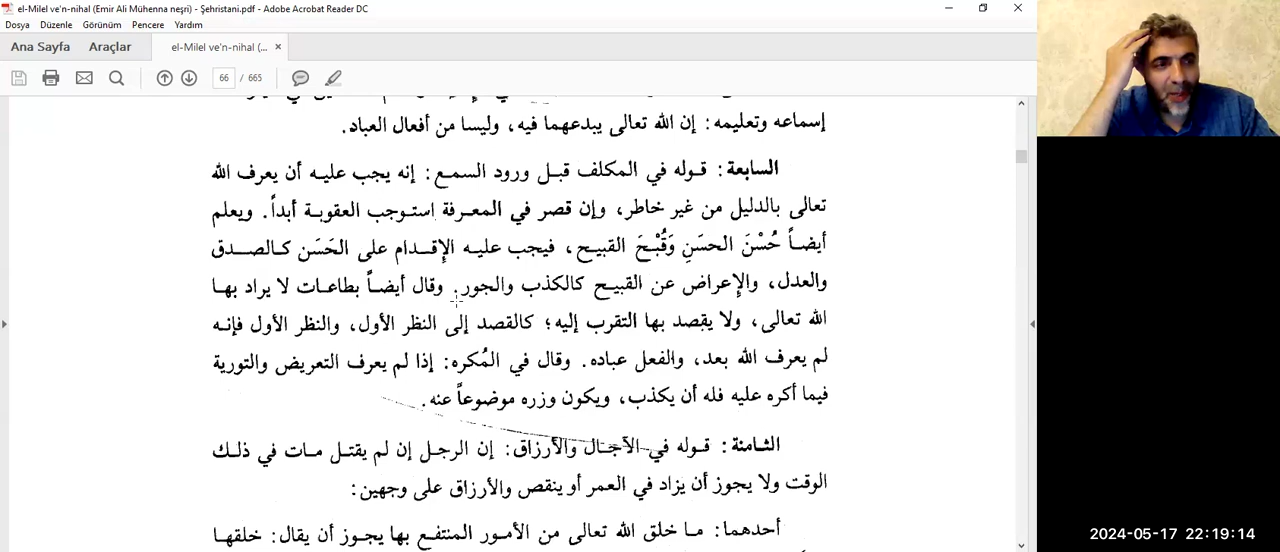 el-Milel ve'n-nihal (Emir Ali Mühenna neşri) - Şehristani.pdf - Adobe Acrobat Reader DC
Dosya Düzenle Görünüm Pencere Yardım
Ana Sayfa Araçlar el-Milel ve'n-nihal (... ×
66 / 665
إسماعه وتعليمه: إن الله تعالى يبدعهما فيه، وليسا من أفعال العباد.
السابعة: قوله في المكلف قبل ورود السمع: إنه يجب عليه أن يعرف الله
تعالى بالدليل من غير خاطر، وإن قصر في المعرفة استوجب العقوبة أبداً. ويعلم
أيضاً حُسْنَ الحسَنِ وَقُبْحَ القبيح، فيجب عليه الإقدام على الحَسَن كالصدق
والعدل، والإعراض عن القبيح كالكذب والجور. وقال أيضاً بطاعات لا يراد بها
الله تعالى، ولا يقصد بها التقرب إليه؛ كالقصد إلى النظر الأول، والنظر الأول فإنه
لم يعرف الله بعد، والفعل عباده. وقال في المُكره: إذا لم يعرف التعريض والتورية
فيما أكره عليه فله أن يكذب، ويكون وزره موضوعاً عنه.
الثامنة: قوله في الآجال والأرزاق: إن الرجل إن لم يقتل مات في ذلك
الوقت ولا يجوز أن يزاد في العمر أو ينقص والأرزاق على وجهين:
أحدهما: ما خلق الله تعالى من الأمور المنتفع بها يجوز أن يقال: خلقها
2024-05-17 22:19:14